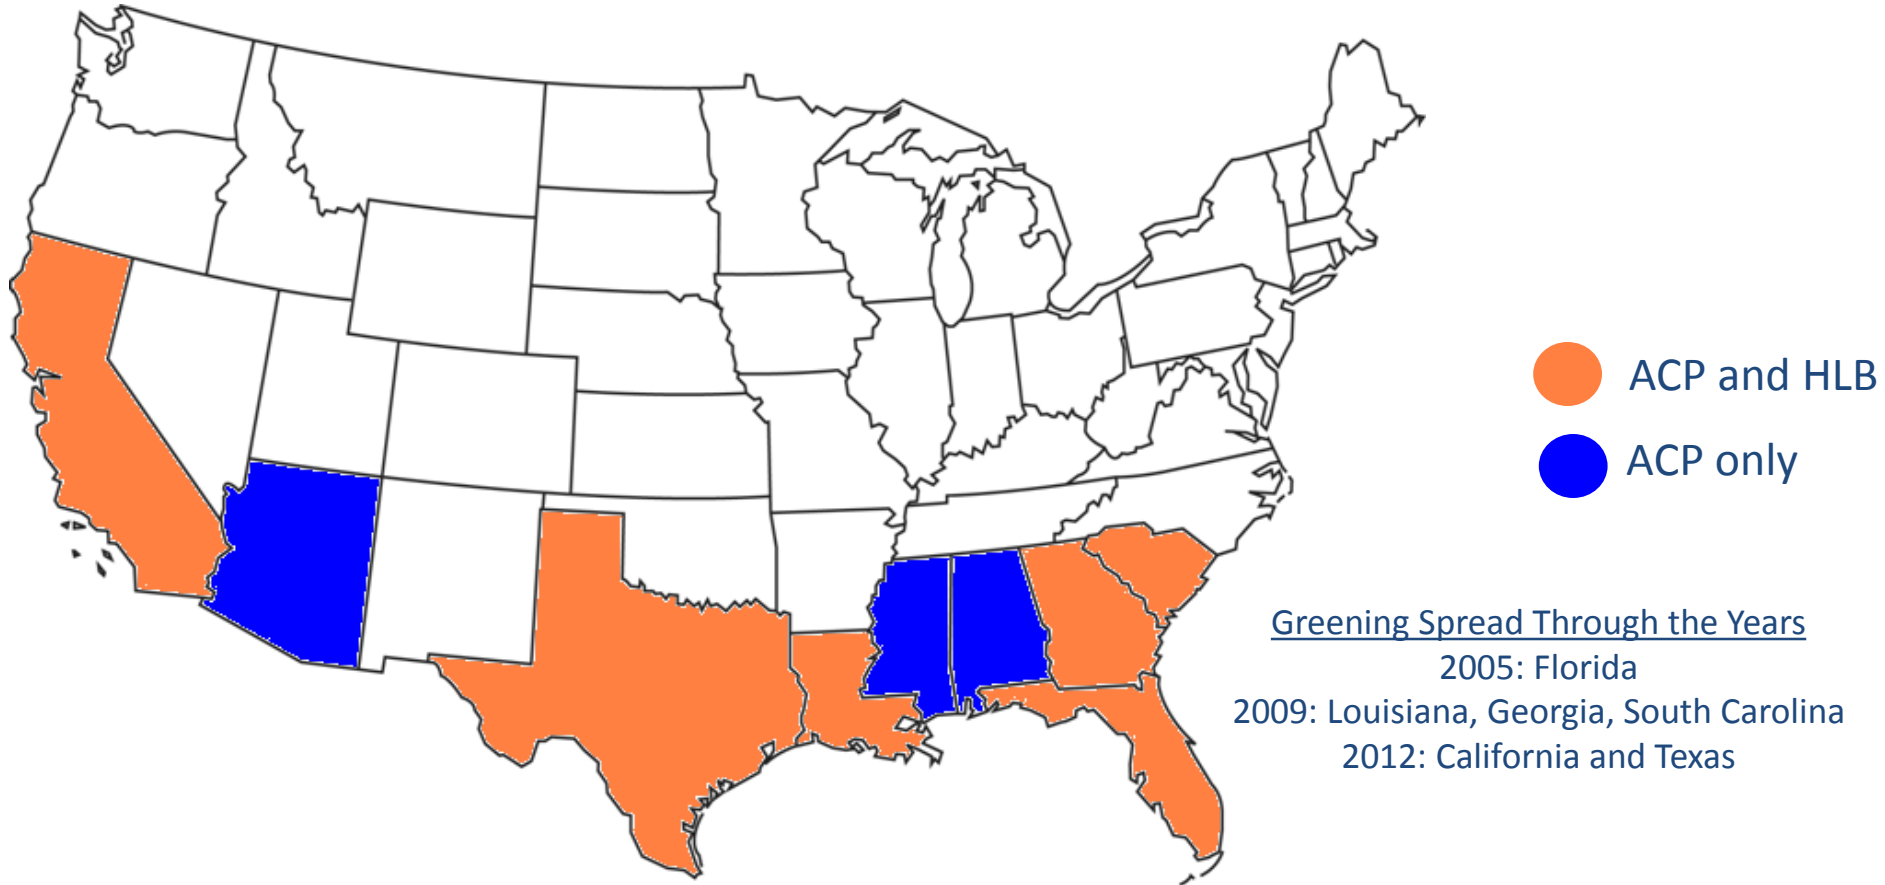 ACP and HLB
ACP only
Greening Spread Through the Years
2005: Florida
2009: Louisiana, Georgia, South Carolina
2012: California and Texas